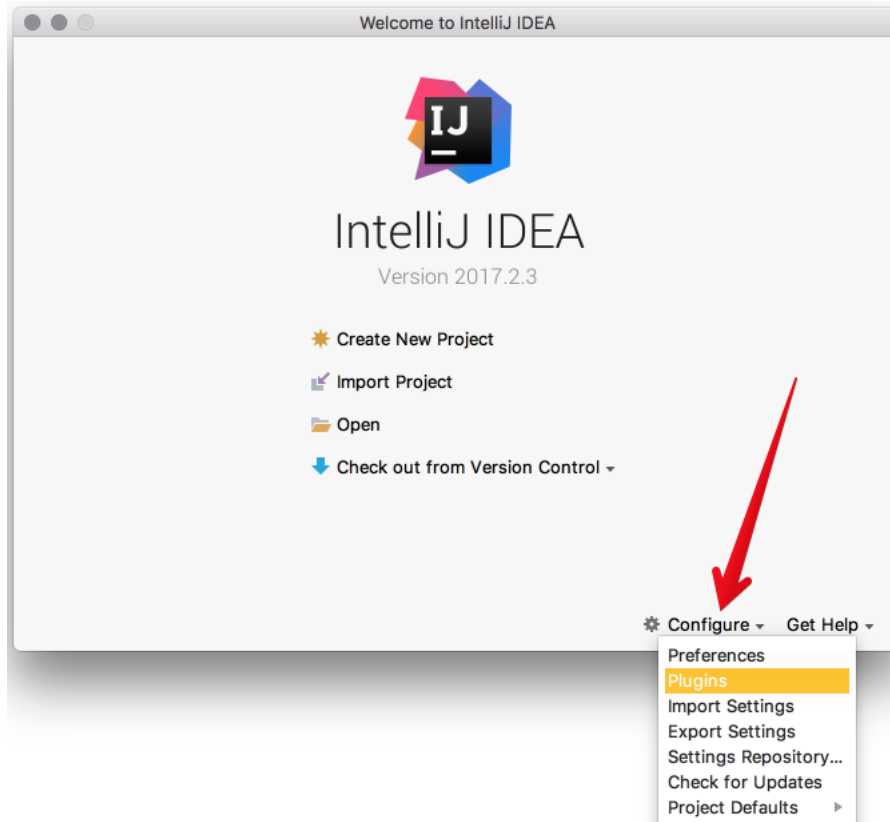 Welcome to IntelliJ IDEA
IJ
IntelliJ IDEA
Version 2017.2.3
Create New Project
Import Project
Open
Check out from Version Control
Configure Get Help
Preferences
Plugins
Import Settings
Export Settings
Settings Repository...
Check for Updates
Project Defaults